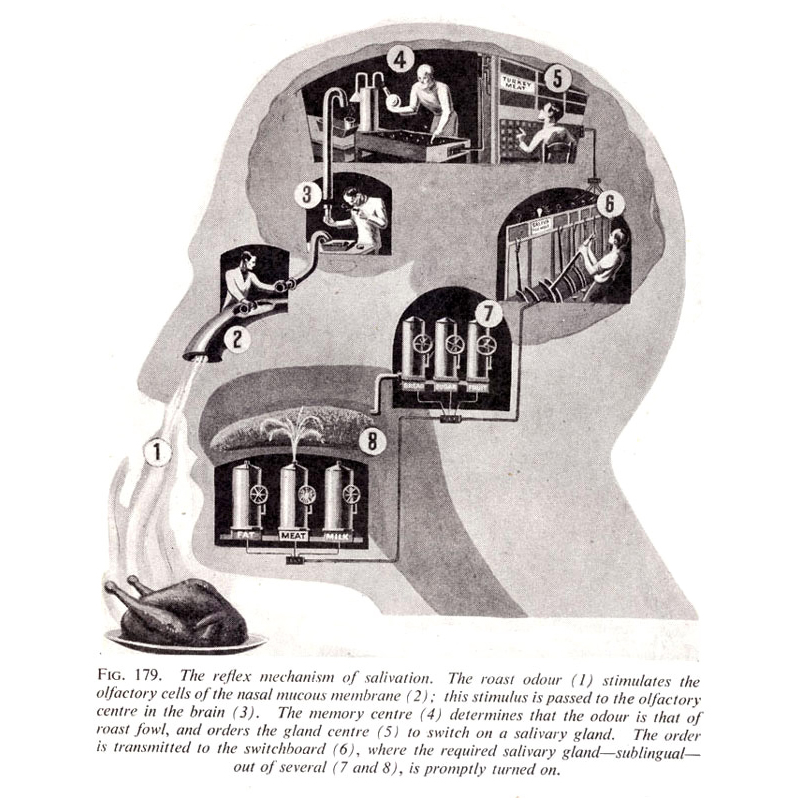 4
5
TURKEY
MEAT
3
6
SALIVA
2
7
BREAD SUGAR FRUIT
1
8
FAT MEAT MILK
FIG. 179. The reflex mechanism of salivation. The roast odour (1) stimulates the
olfactory cells of the nasal mucous membrane (2); this stimulus is passed to the olfactory
centre in the brain (3). The memory centre (4) determines that the odour is that of
roast fowl, and orders the gland centre (5) to switch on a salivary gland. The order
is transmitted to the switchboard (6), where the required salivary gland—sublingual—
out of several (7 and 8), is promptly turned on.